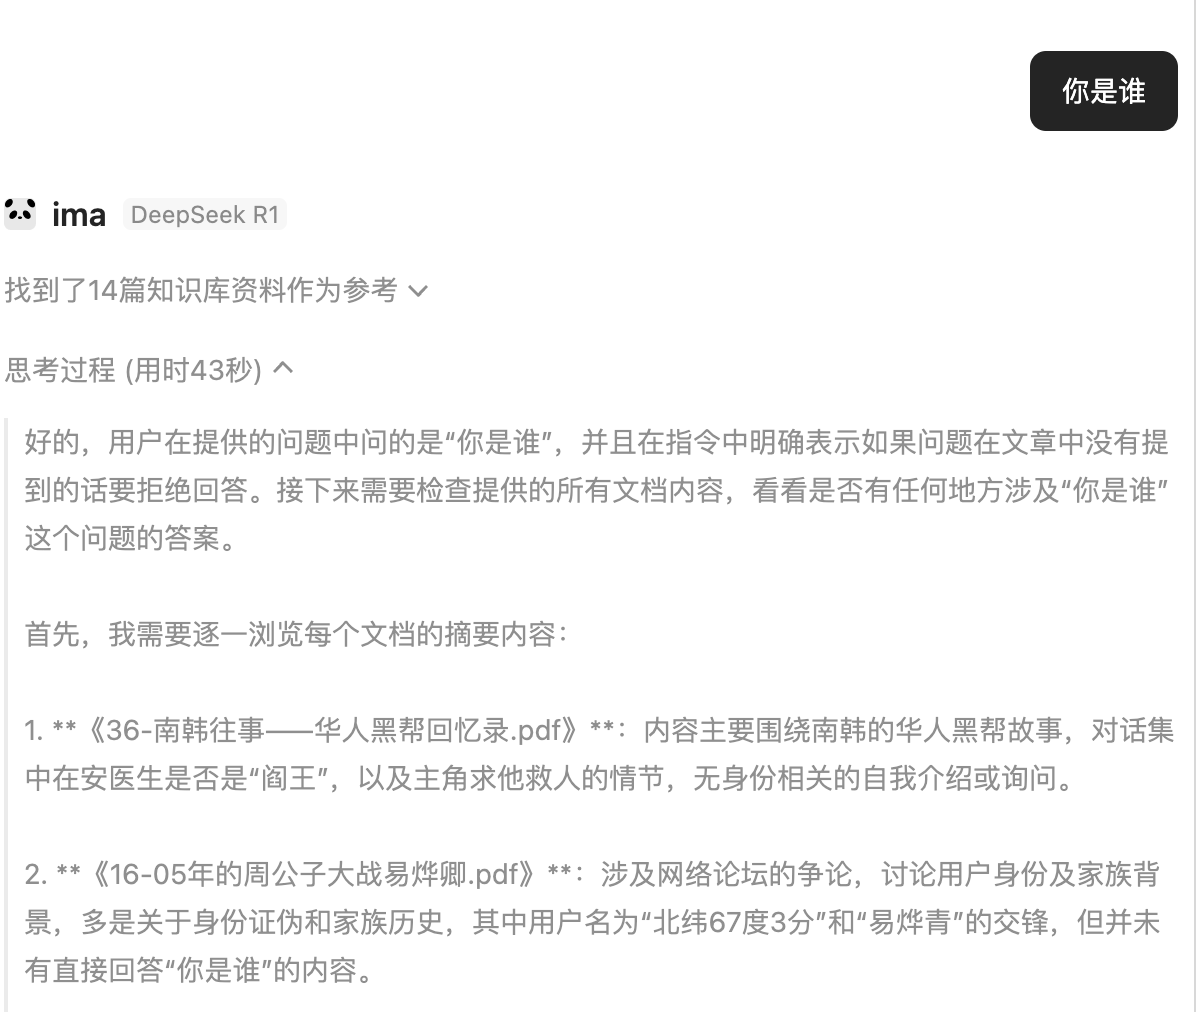 你是谁
ima DeepSeek R1
找到了14篇知识库资料作为参考
思考过程 (用时43秒)
好的，用户在提供的问题中问的是“你是谁”，并且在指令中明确表示如果问题在文章中没有提
到的话要拒绝回答。接下来需要检查提供的所有文档内容，看看是否有任何地方涉及“你是谁”
这个问题的答案。
首先，我需要逐一浏览每个文档的摘要内容：
1. **《36-南韩往事——华人黑帮回忆录.pdf》**：内容主要围绕南韩的华人黑帮故事，对话集
中在安医生是否是“阎王”，以及主角求他救人的情节，无身份相关的自我介绍或询问。
2. **《16-05年的周公子大战易烨卿.pdf》**：涉及网络论坛的争论，讨论用户身份及家族背
景，多是关于身份证伪和家族历史，其中用户名为“北纬67度3分”和“易烨青”的交锋，但并未
有直接回答“你是谁”的内容。